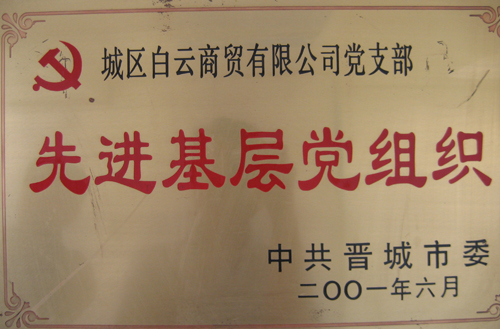 城区白云商贸有限公司党支部
先进基层党组织
中共晋城市委
二〇〇一年六月